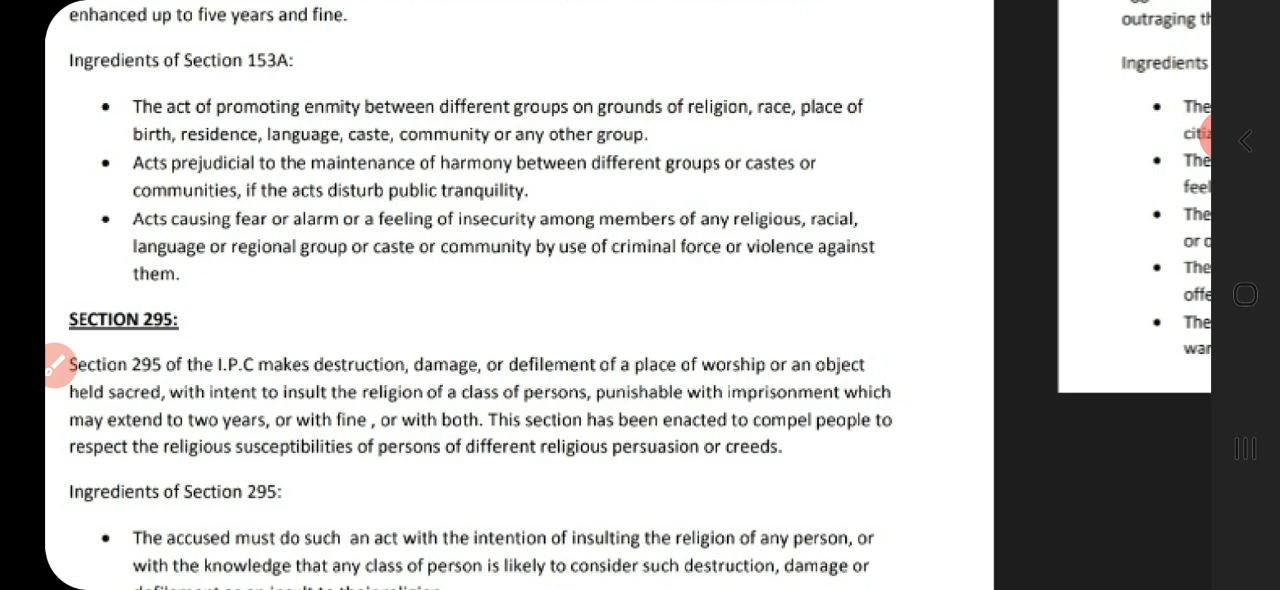 enhanced up to five years and fine.
Ingredients of Section 153A:
• The act of promoting enmity between different groups on grounds of religion, race, place of
birth, residence, language, caste, community or any other group.
• Acts prejudicial to the maintenance of harmony between different groups or castes or
communities, if the acts disturb public tranquility.
• Acts causing fear or alarm or a feeling of insecurity among members of any religious, racial,
language or regional group or caste or community by use of criminal force or violence against
them.
SECTION 295:
Section 295 of the I.P.C makes destruction, damage, or defilement of a place of worship or an object
held sacred, with intent to insult the religion of a class of persons, punishable with imprisonment which
may extend to two years, or with fine , or with both. This section has been enacted to compel people to
respect the religious susceptibilities of persons of different religious persuasion or creeds.
Ingredients of Section 295:
• The accused must do such  an act with the intention of insulting the religion of any person, or
with the knowledge that any class of person is likely to consider such destruction, damage or
outraging
Ingredients
• The
• The
• The
or
• The
• The